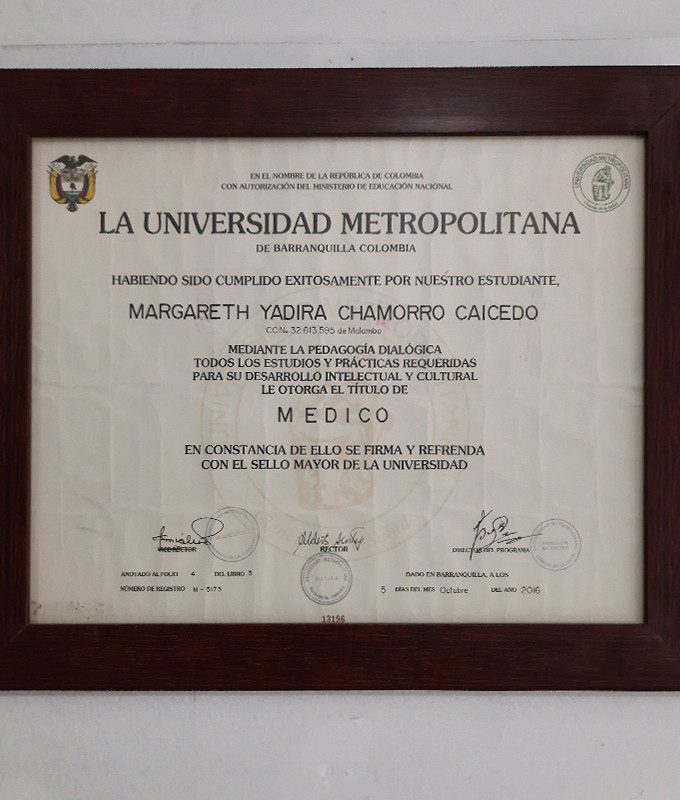 EN EL NOMBRE DE LA REPÚBLICA DE COLOMBIA
CON AUTORIZACIÓN DEL MINISTERIO DE EDUCACIÓN NACIONAL
UNIVERSIDAD METROPOLITANA
LA UNIVERSIDAD METROPOLITANA
DE BARRANQUILLA COLOMBIA
HABIENDO SIDO CUMPLIDO EXITOSAMENTE POR NUESTRO ESTUDIANTE,
MARGARETH YADIRA CHAMORRO CAICEDO
C.C.No. 32.613.595 de Malambo
MEDIANTE LA PEDAGOGÍA DIALÓGICA
TODOS LOS ESTUDIOS Y PRÁCTICAS REQUERIDAS
PARA SU DESARROLLO INTELECTUAL Y CULTURAL
LE OTORGA EL TÍTULO DE
MEDICO
EN CONSTANCIA DE ELLO SE FIRMA Y REFRENDA
CON EL SELLO MAYOR DE LA UNIVERSIDAD
VICE-RECTOR RECTOR DIRECTOR DEL PROGRAMA
ANOTADO AL FOLIO 4 DEL LIBRO 3 DADO EN BARRANQUILLA, A LOS
NÚMERO DE REGISTRO M-5173 5 DÍAS DEL MES Octubre DEL AÑO 2016
13196